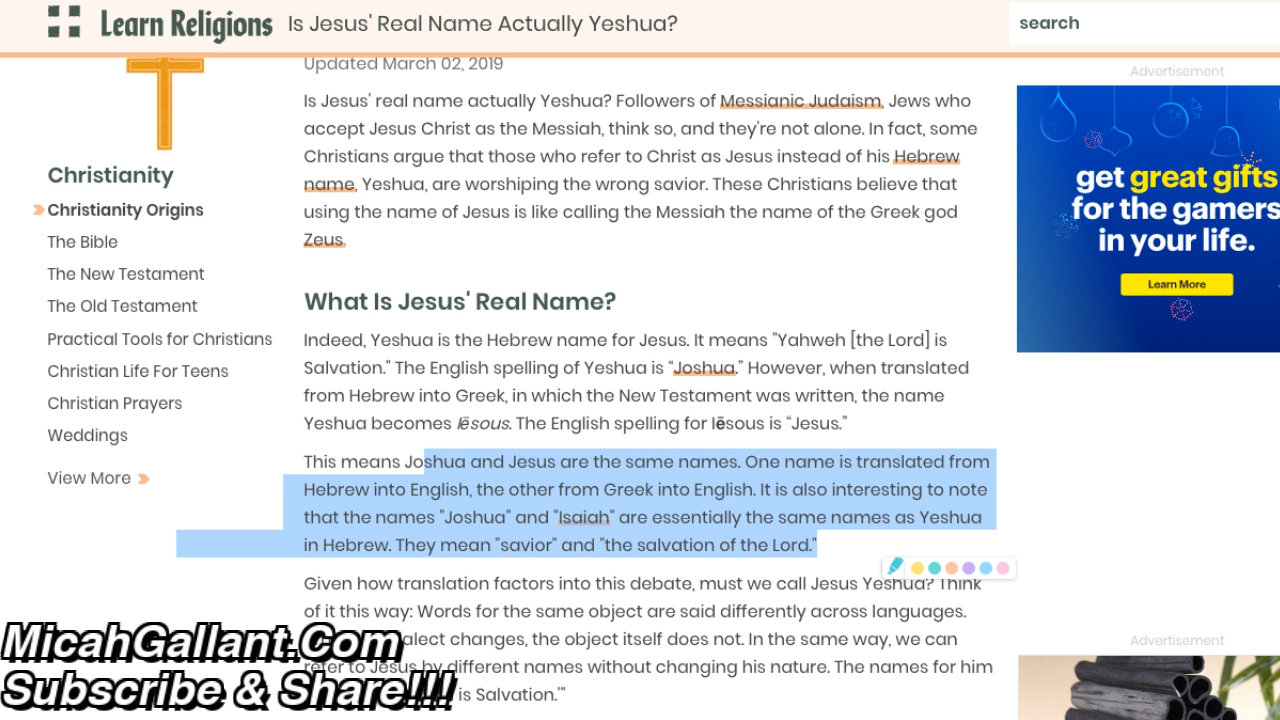 Learn Religions
Is Jesus' Real Name Actually Yeshua?
search
Updated March 02, 2019
Is Jesus' real name actually Yeshua? Followers of Messianic Judaism, Jews who
accept Jesus Christ as the Messiah, think so, and they're not alone. In fact, some
Christians argue that those who refer to Christ as Jesus instead of his Hebrew
name, Yeshua, are worshiping the wrong savior. These Christians believe that
using the name of Jesus is like calling the Messiah the name of the Greek god
Zeus.
What Is Jesus' Real Name?
Indeed, Yeshua is the Hebrew name for Jesus. It means "Yahweh [the Lord] is
Salvation." The English spelling of Yeshua is “Joshua.” However, when translated
from Hebrew into Greek, in which the New Testament was written, the name
Yeshua becomes Iēsous. The English spelling for Iēsous is “Jesus.”
This means Joshua and Jesus are the same names. One name is translated from
Hebrew into English, the other from Greek into English. It is also interesting to note
that the names "Joshua" and "Isaiah" are essentially the same names as Yeshua
in Hebrew. They mean "savior" and "the salvation of the Lord."
Given how translation factors into this debate, must we call Jesus Yeshua? Think
of it this way: Words for the same object are said differently across languages.
alect changes, the object itself does not. In the same way, we can
refer to Jesus by different names without changing his nature. The names for him
is Salvation.'"
Christianity
Christianity Origins
The Bible
The New Testament
The Old Testament
Practical Tools for Christians
Christian Life For Teens
Christian Prayers
Weddings
View More
Advertisement
get great gifts
for the gamers
in your life.
Learn More
Advertisement
MicahGallant.Com
Subscribe & Share!!!